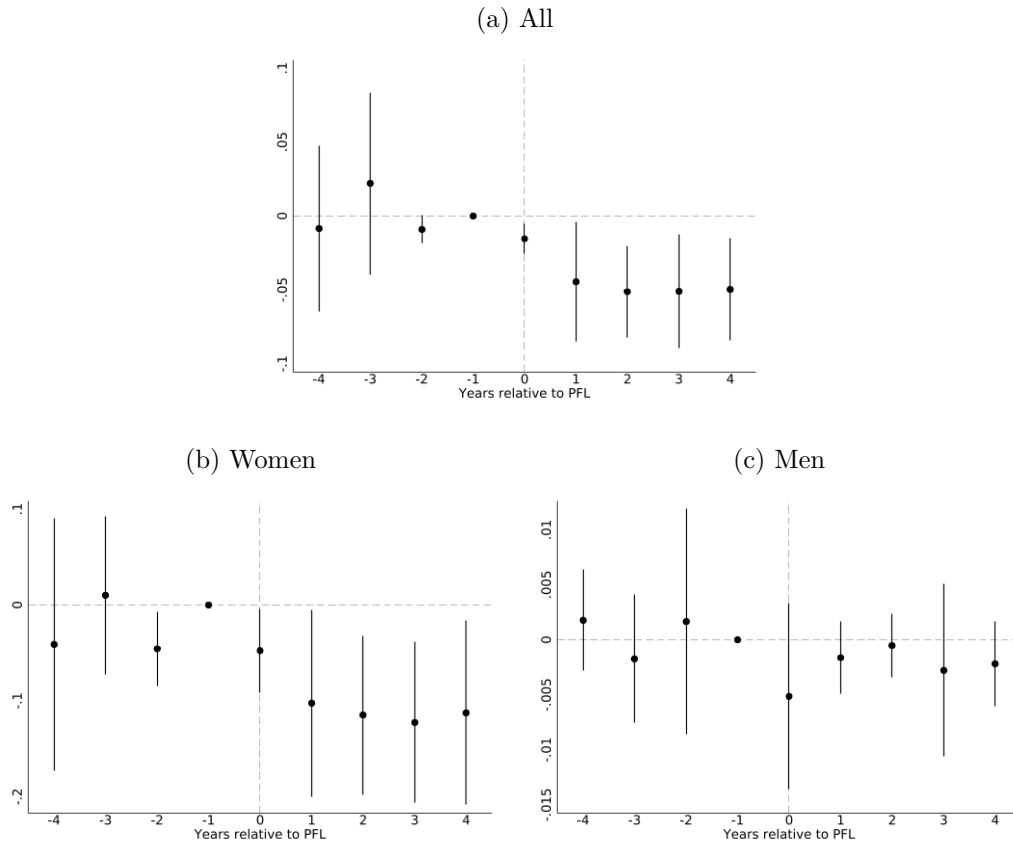 (a) All
.1
.05
0
-.05
-.1
-4 -3 -2 -1 0 1 2 3 4
Years relative to PFL
(b) Women
.1
0
-.1
-.2
-4 -3 -2 -1 0 1 2 3 4
Years relative to PFL
(c) Men
.01
.005
0
-.005
-.01
-.015
-4 -3 -2 -1 0 1 2 3 4
Years relative to PFL